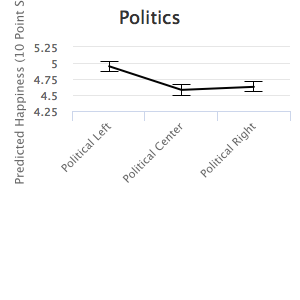 Politics
Predicted Happiness (10 Point S
5.25
5
4.75
4.5
4.25
Political Left
Political Center
Political Right